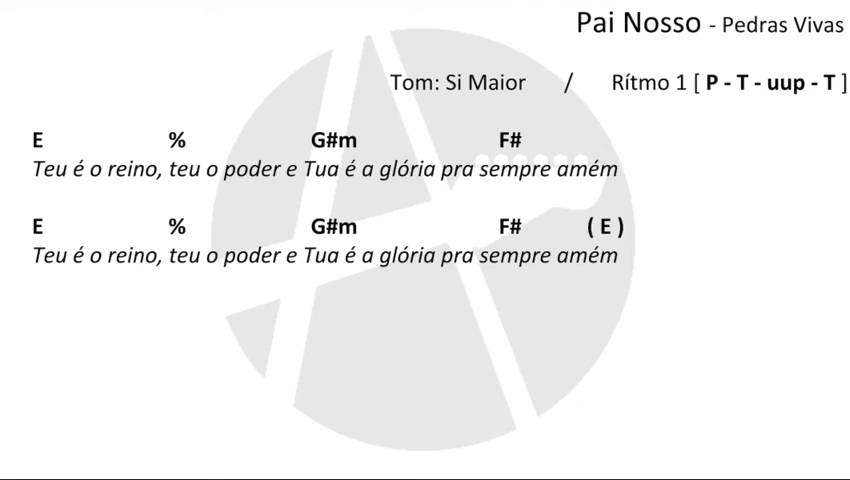 Pai Nosso - Pedras Vivas
Tom: Si Maior / Rítmo 1 [ P - T - uup - T ]
E % G#m F#
Teu é o reino, teu o poder e Tua é a glória pra sempre amém
E % G#m F# ( E )
Teu é o reino, teu o poder e Tua é a glória pra sempre amém